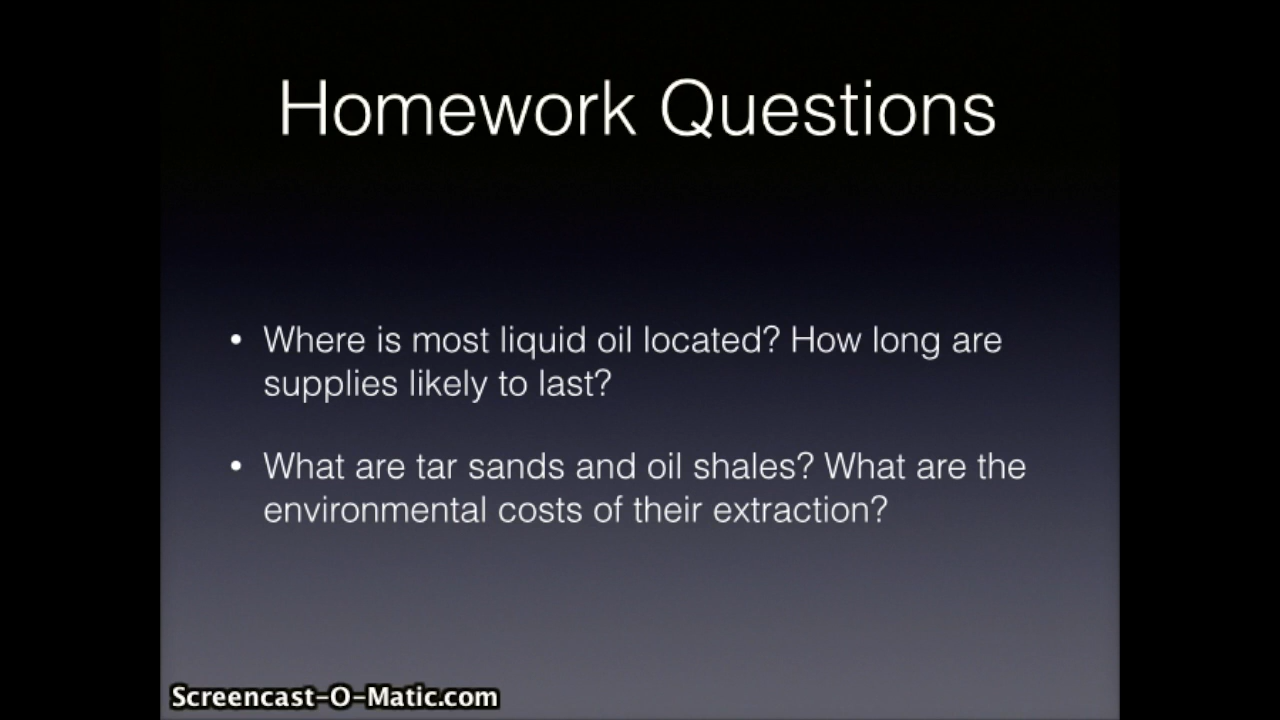 Homework Questions
• Where is most liquid oil located? How long are
supplies likely to last?
• What are tar sands and oil shales? What are the
environmental costs of their extraction?
Screencast-O-Matic.com